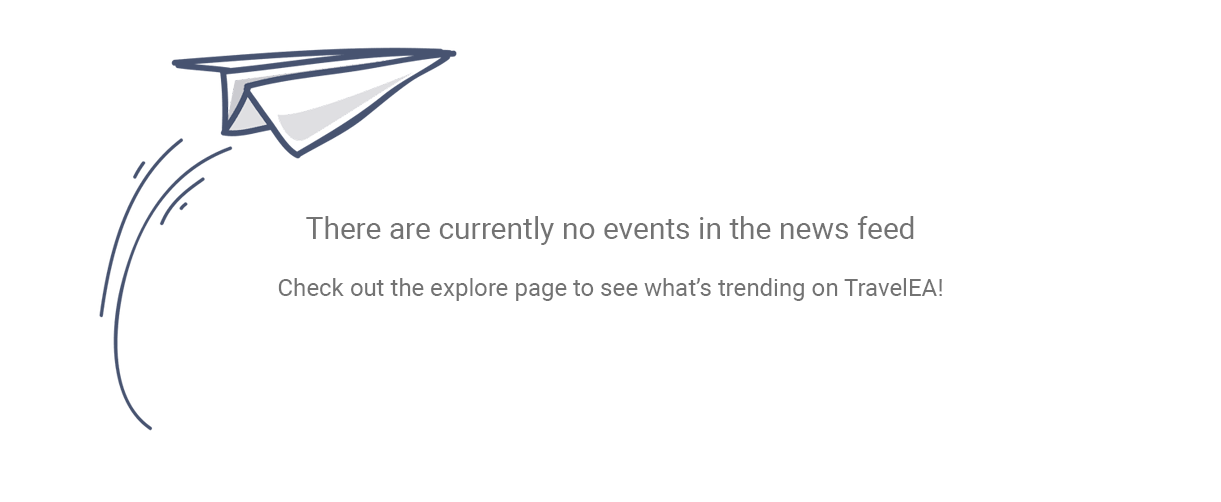 There are currently no events in the news feed
Check out the explore page to see what’s trending on TravelEA!